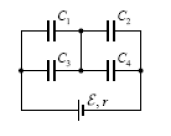 C₁ C₂
C₃ C₄
ℰ, r